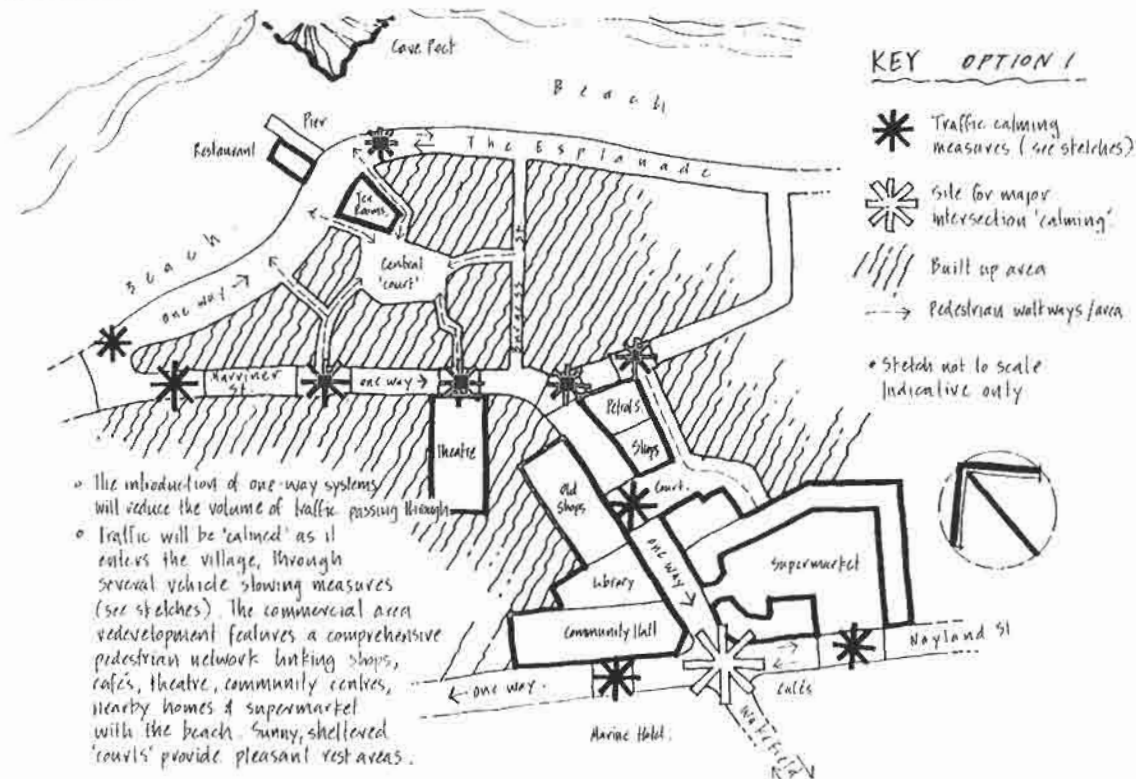 Cave Rock
KEY OPTION 1
Beach
Traffic calming
measures (see sketches)
Pier
Restaurant
The Esplanade
Site for major
intersection 'calming'
Tea
Rooms
Built up area
Beach
Central
'court'
Pedestrian walkways/area
one way →
Burgess St
• Sketch not to scale
Indicative only
Marriner
St.
one way →
Petrol S.
Shops
Theatre
Old
Shops
Court.
• The introduction of one-way systems
will reduce the volume of traffic passing through
• Traffic will be 'calmed' as it
enters the village, through
several vehicle slowing measures
(see sketches). The commercial area
redevelopment features a comprehensive
pedestrian network linking shops,
cafés, theatre, community centres,
nearby homes & supermarket
with the beach. Sunny, sheltered
'courts' provide pleasant rest areas.
one way →
Supermarket
Library
Community Hall
Nayland St
← one way.
Cafés
Marine Hotel.
Wakefield